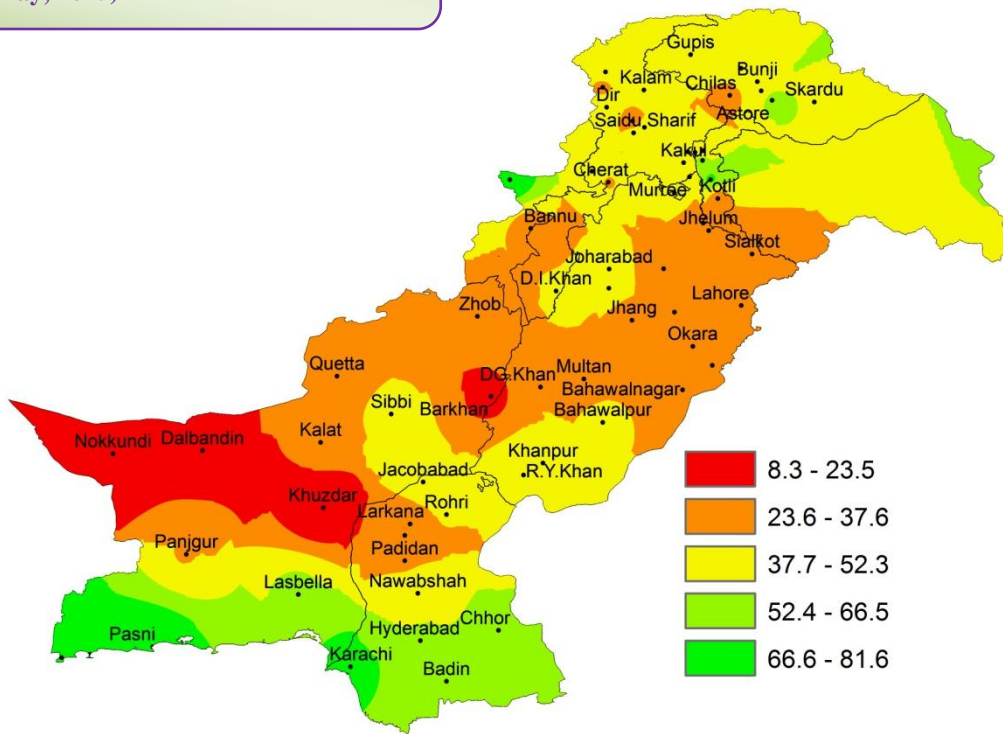 Gupis
Kalam
Chilas
Bunji
Skardu
Dir
Astore
Saidu Sharif
Kakul
Cherat
Murree
Kotli
Bannu
Jhelum
Sialkot
Joharabad
D.I.Khan
Zhob
Jhang
Lahore
Okara
Quetta
DG.Khan
Multan
Bahawalnagar
Sibbi
Barkhan
Bahawalpur
Nokkundi
Dalbandin
Kalat
Khanpur
R.Y.Khan
Jacobabad
Khuzdar
Rohri
Larkana
Panjgur
Padidan
Lasbella
Nawabshah
Pasni
Hyderabad
Chhor
Karachi
Badin
8.3 - 23.5
23.6 - 37.6
37.7 - 52.3
52.4 - 66.5
66.6 - 81.6